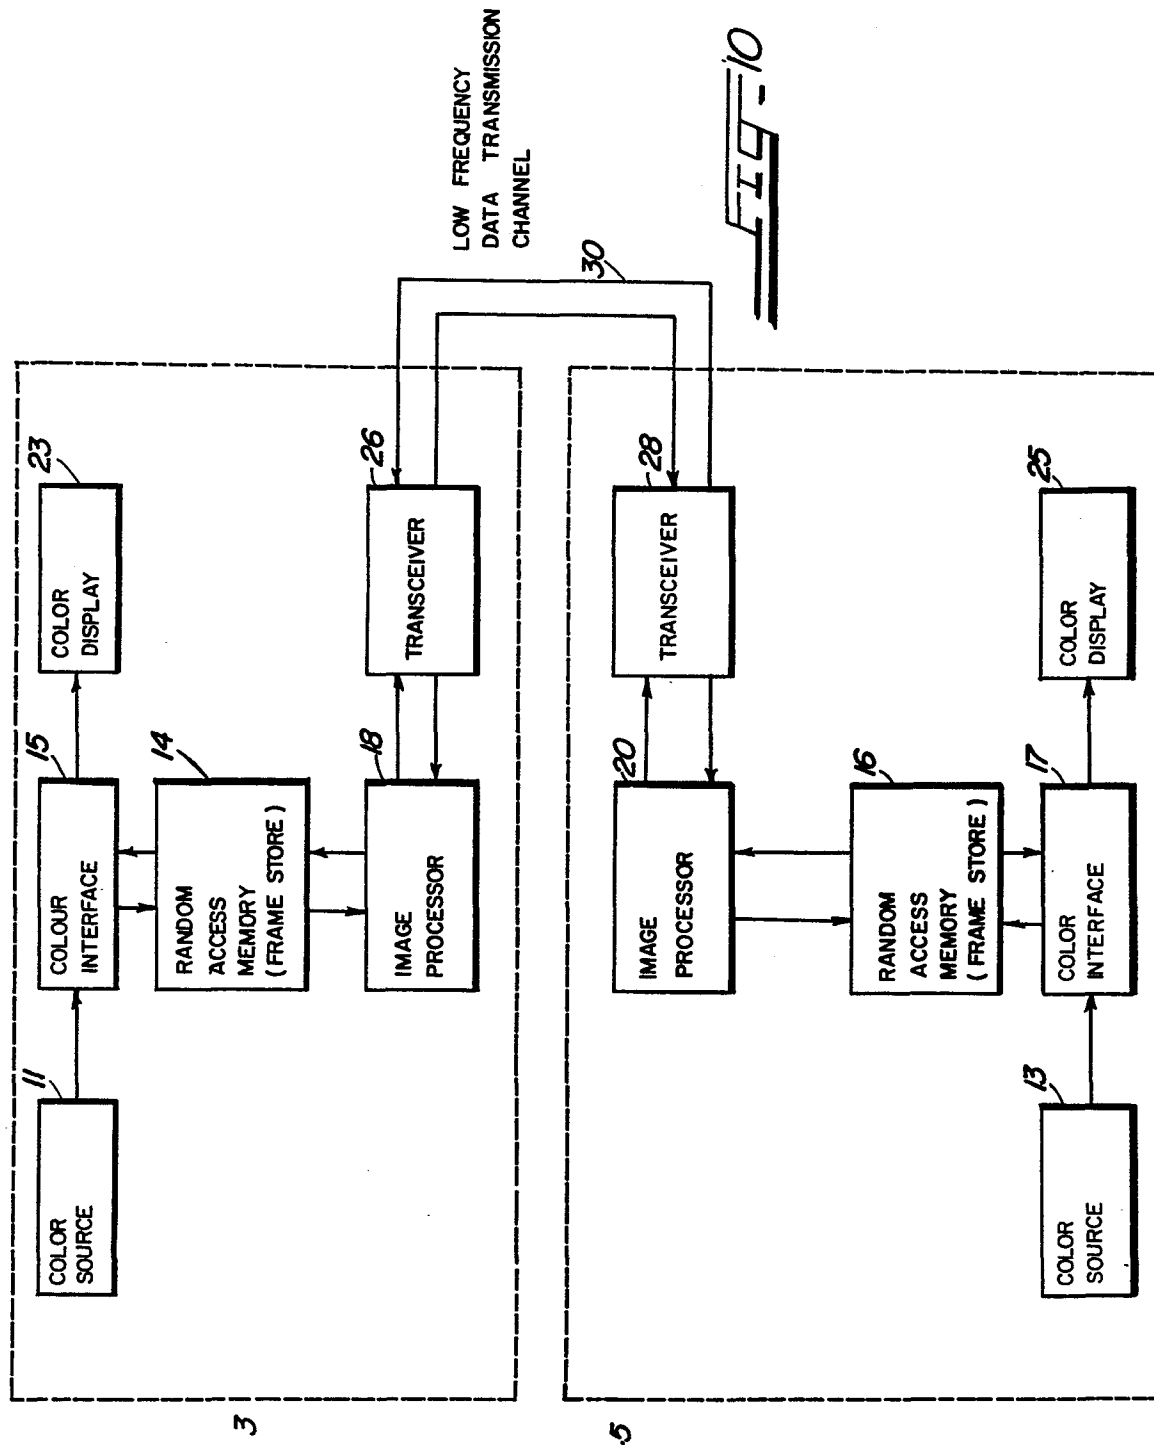 3
11
COLOR
SOURCE
15
COLOUR
INTERFACE
23
COLOR
DISPLAY
14
RANDOM
ACCESS
MEMORY
(FRAME STORE)
18
IMAGE
PROCESSOR
26
TRANSCEIVER
LOW FREQUENCY
DATA TRANSMISSION
CHANNEL
30
5
20
IMAGE
PROCESSOR
28
TRANSCEIVER
16
RANDOM
ACCESS
MEMORY
(FRAME STORE)
13
COLOR
SOURCE
17
COLOR
INTERFACE
25
COLOR
DISPLAY
FIG-10